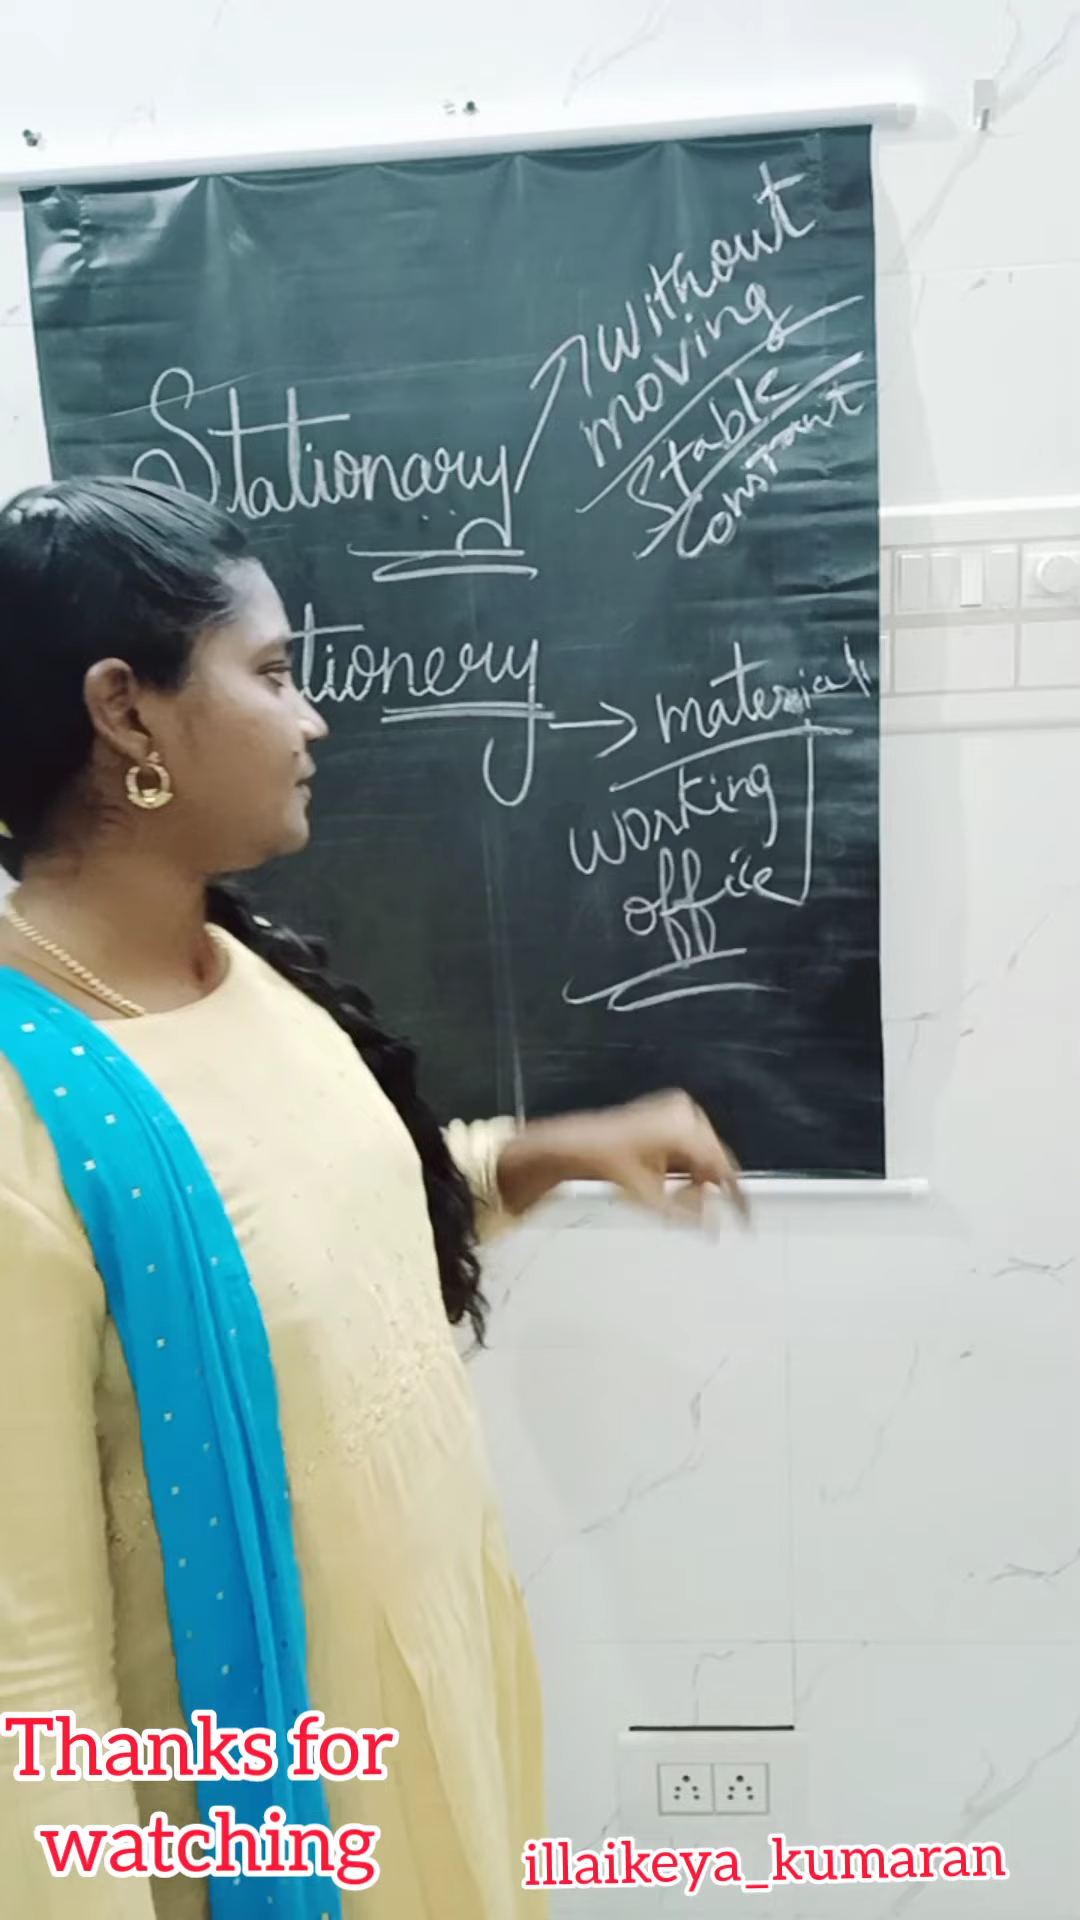 Stationary
without
moving
Stable
constant
tionery
materials
working
office
Thanks for
watching
illaikeya_kumaran